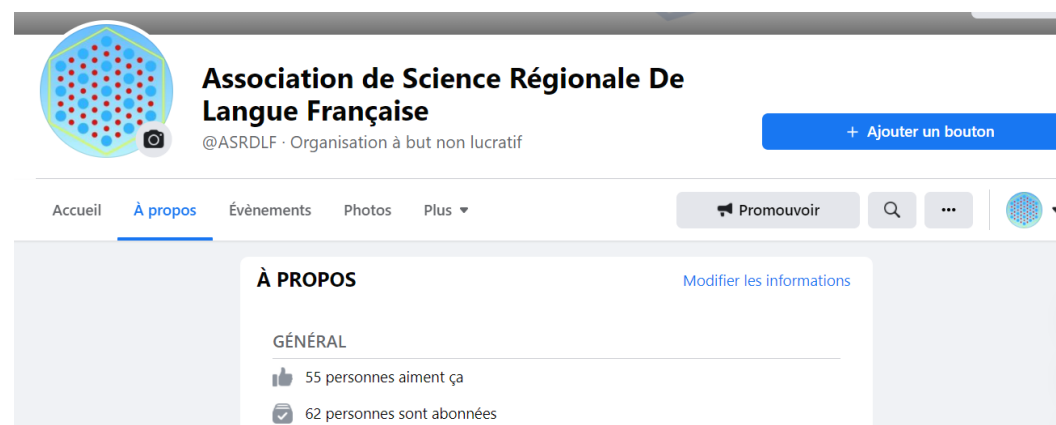 Association de Science Régionale De
Langue Française
@ASRDLF · Organisation à but non lucratif
+ Ajouter un bouton
Accueil À propos Évènements Photos Plus
Promouvoir
À PROPOS
Modifier les informations
GÉNÉRAL
55 personnes aiment ça
62 personnes sont abonnées